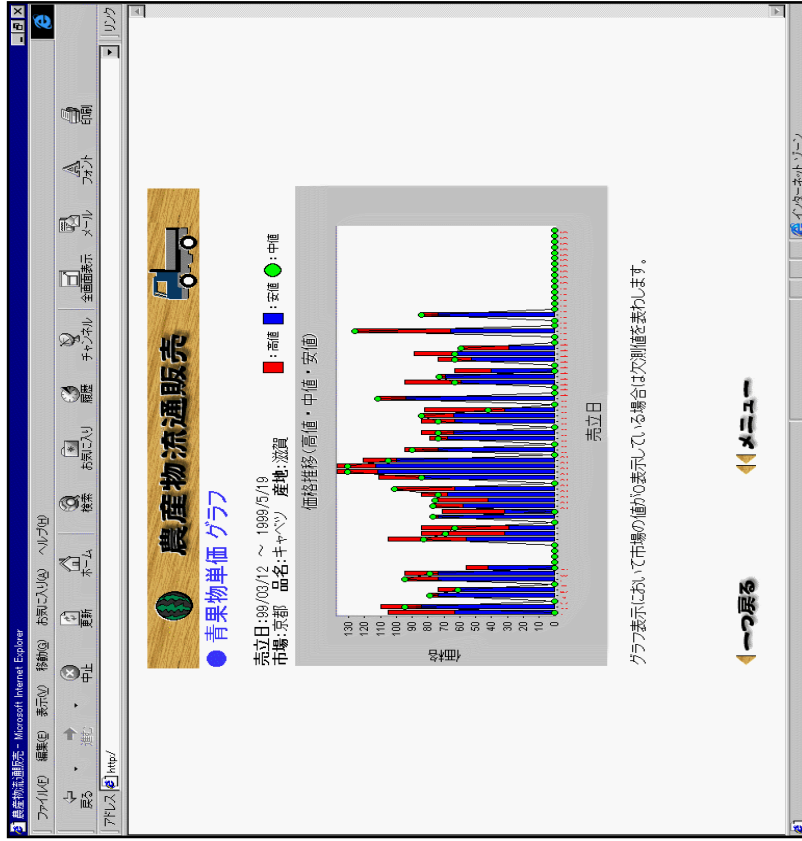 農産物流通販売 - Microsoft Internet Explorer
ファイル(F) 編集(E) 表示(V) 移動(G) お気に入り(A) ヘルプ(H)
戻る 進む 中止 更新 ホーム 検索 お気に入り 履歴 チャンネル 全画面表示 メール フォント 印刷
アドレス http:/ リンク
農産物流通販売
● 青果物単価 グラフ
売立日:99/03/12 ~ 1999/5/19
市場:京都 品名:キャベツ 産地:滋賀
:高値 :安値 :中値
価格推移(高値・中値・安値)
価格
130
120
110
100
90
80
70
60
50
40
30
20
10
0
売立日
グラフ表示において市場の値が0表示している場合は欠測値を表わします。
一つ戻る メニュー
インターネット ゾーン